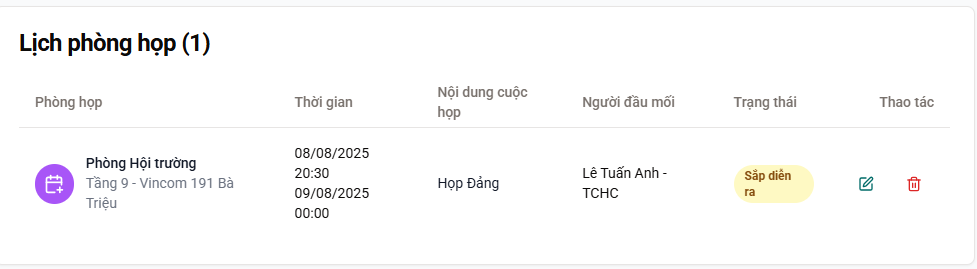 Lịch phòng họp (1)
Phòng họp
Thời gian
Nội dung cuộc
họp
Người đầu mối
Trạng thái
Thao tác
Phòng Hội trường
Tầng 9 - Vincom 191 Bà
Triệu
08/08/2025
20:30
09/08/2025
00:00
Họp Đảng
Lê Tuấn Anh -
TCHC
Sắp diễn
ra